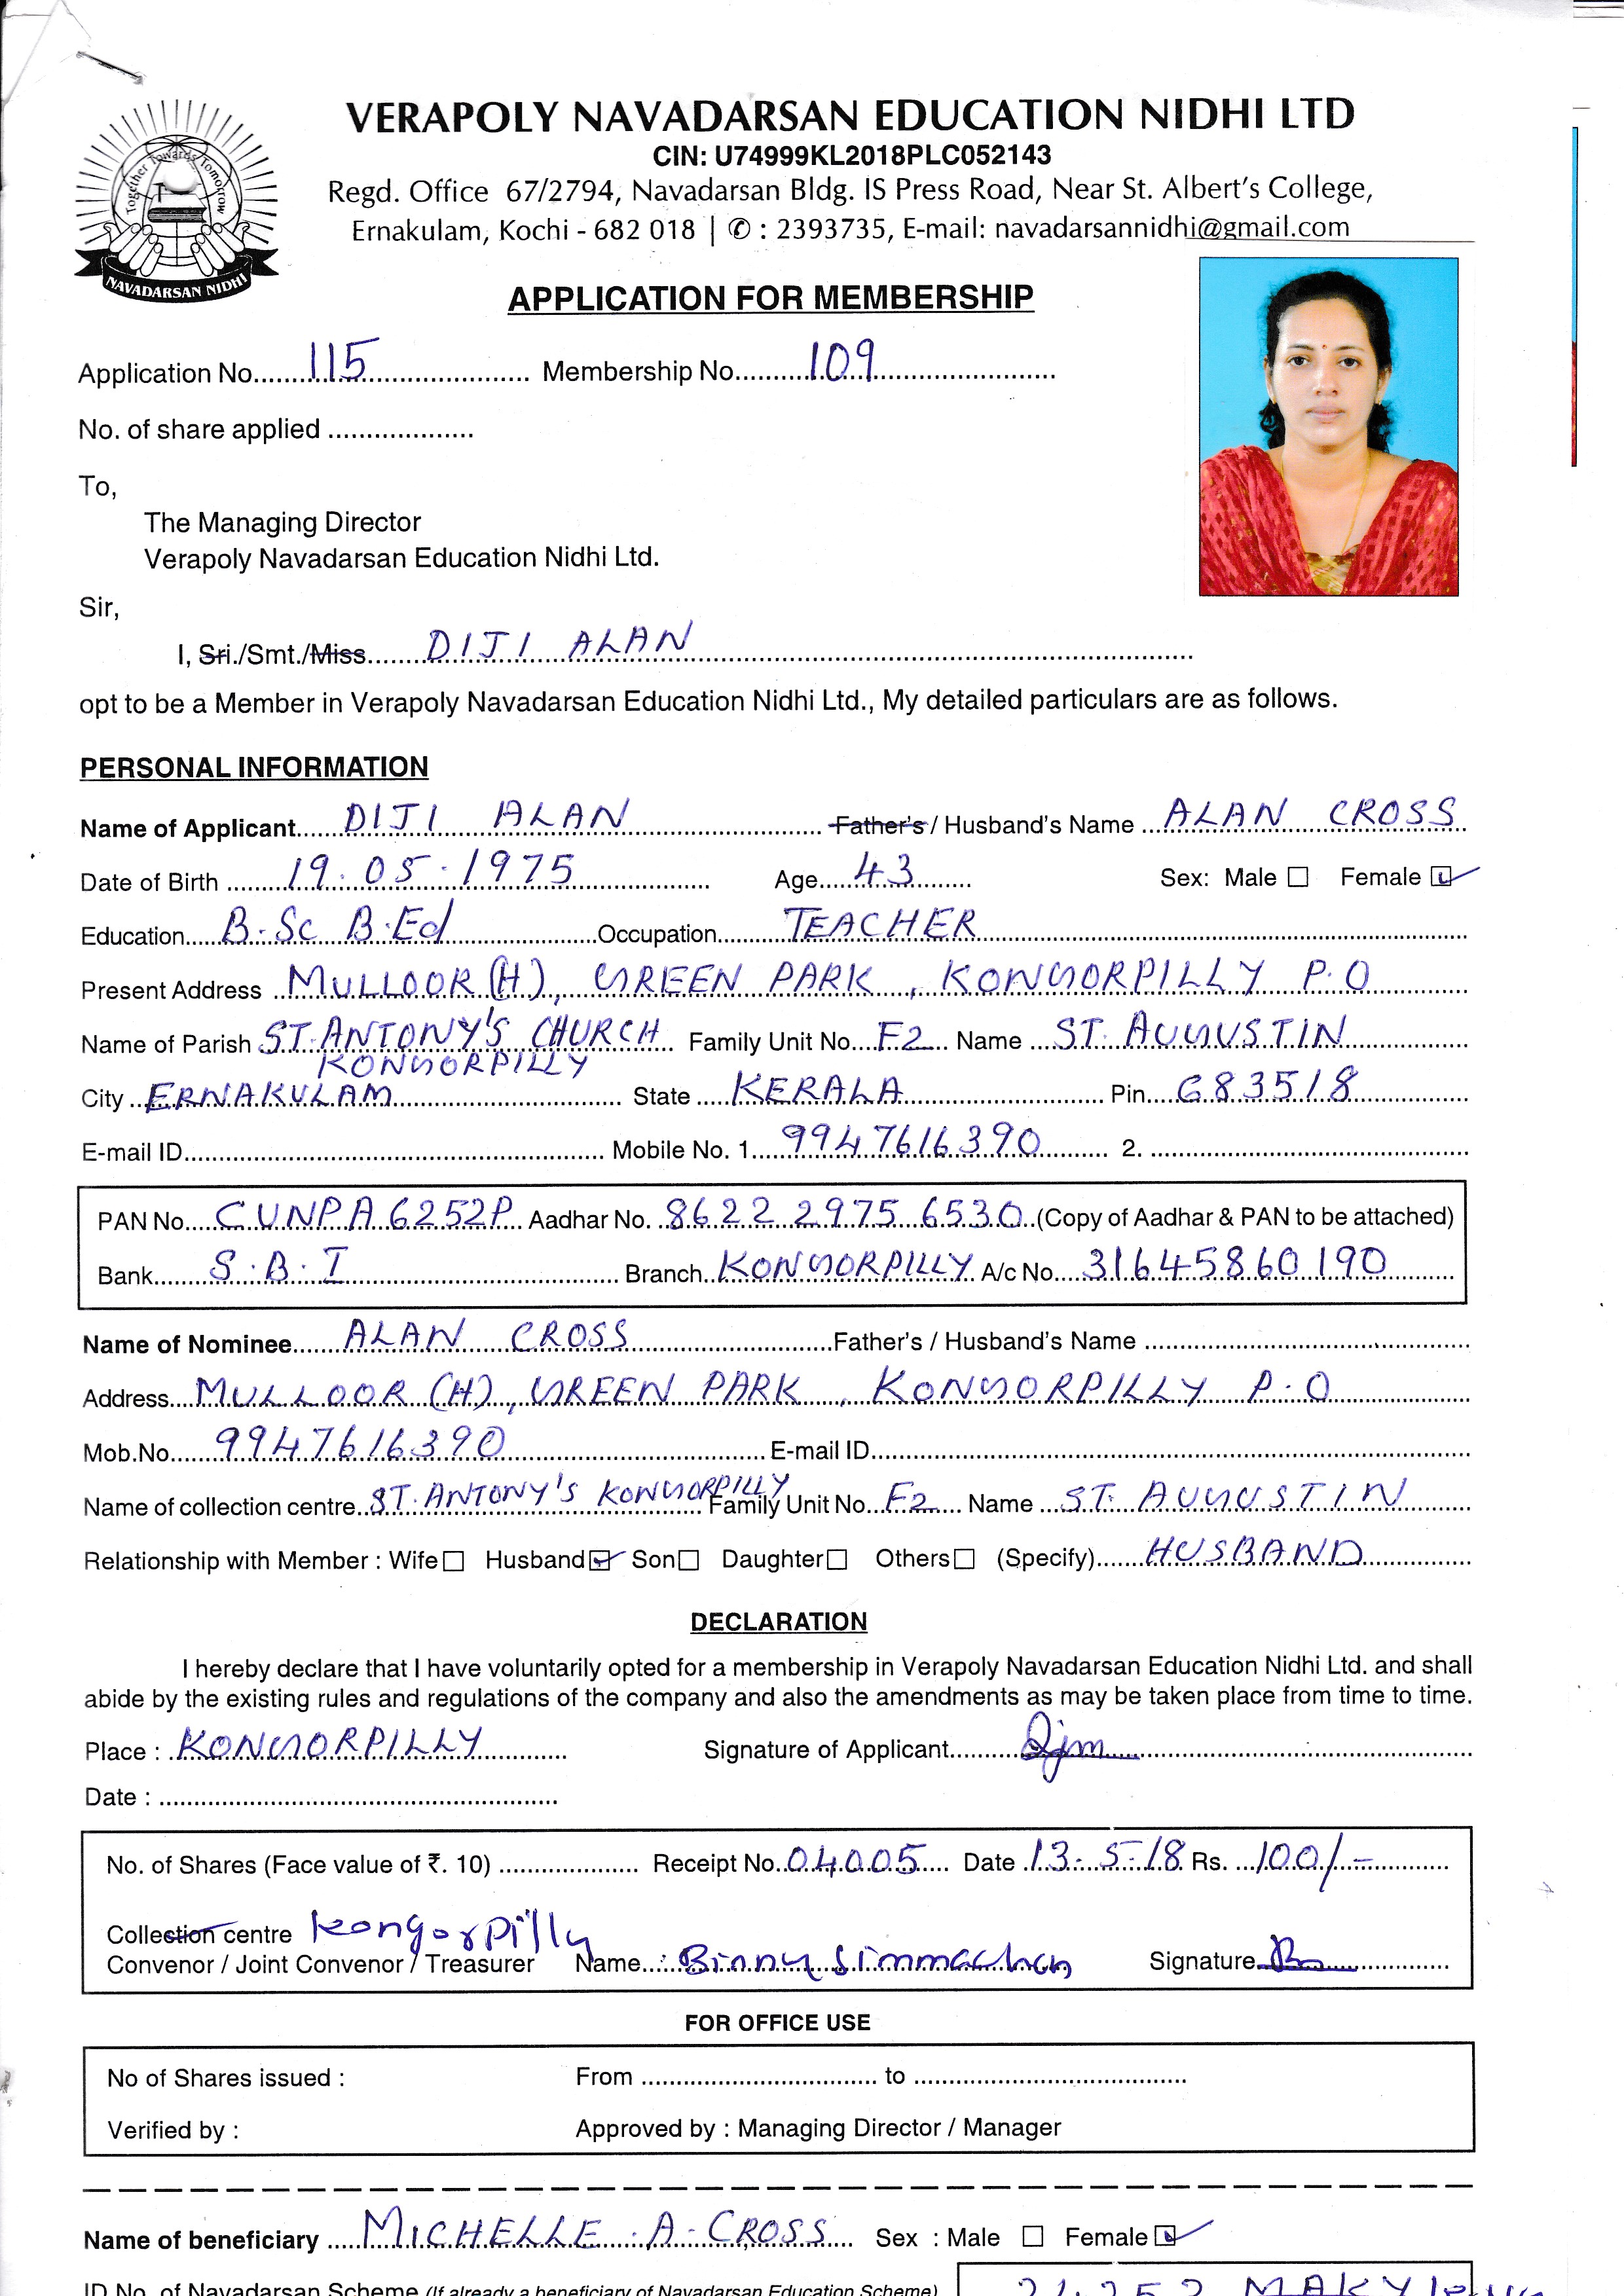 Together Towards Tomorrow
NAVADARSAN NIDHI
VERAPOLY NAVADARSAN EDUCATION NIDHI LTD
CIN: U74999KL2018PLC052143
Regd. Office 67/2794, Navadarsan Bldg. IS Press Road, Near St. Albert's College,
Ernakulam, Kochi - 682 018 | ✆ : 2393735, E-mail: navadarsannidhi@gmail.com
APPLICATION FOR MEMBERSHIP
Application No. 115 Membership No. 109
No. of share applied
To,
The Managing Director
Verapoly Navadarsan Education Nidhi Ltd.
Sir,
I, Sri./Smt./Miss DIJI ALAN
opt to be a Member in Verapoly Navadarsan Education Nidhi Ltd., My detailed particulars are as follows.
PERSONAL INFORMATION
Name of Applicant DIJI ALAN Father's / Husband's Name ALAN CROSS
Date of Birth 19.05.1975 Age 43 Sex: Male ☐ Female ☑
Education B.Sc B.Ed Occupation TEACHER
Present Address MULLOOR (H), GREEN PARK, KONGORPILLY P.O
Name of Parish ST. ANTONY'S CHURCH Family Unit No. F2 Name ST. AUGUSTIN
KONGORPILLY
City ERNAKULAM State KERALA Pin 683518
E-mail ID Mobile No. 1 9947616390 2.
PAN No. CUNPA6252P Aadhar No. 8622 2975 6530 (Copy of Aadhar & PAN to be attached)
Bank S.B.I Branch KONGORPILLY A/c No. 31645860190
Name of Nominee ALAN CROSS Father's / Husband's Name
Address MULLOOR (H), GREEN PARK, KONGORPILLY P.O
Mob.No. 9947616390 E-mail ID
Name of collection centre ST. ANTONY'S KONGORPILLY Family Unit No. F2 Name ST. AUGUSTIN
Relationship with Member : Wife ☐ Husband ☑ Son ☐ Daughter ☐ Others ☐ (Specify) HUSBAND
DECLARATION
I hereby declare that I have voluntarily opted for a membership in Verapoly Navadarsan Education Nidhi Ltd. and shall
abide by the existing rules and regulations of the company and also the amendments as may be taken place from time to time.
Place : KONGORPILLY Signature of Applicant
Date :
No. of Shares (Face value of ₹. 10) Receipt No. 04005 Date 13-5-18 Rs. 100/-
Collection centre Kongorpilly
Convenor / Joint Convenor / Treasurer Name : Binny Simmachan Signature
FOR OFFICE USE
No of Shares issued : From to
Verified by : Approved by : Managing Director / Manager
Name of beneficiary MICHELLE A. CROSS Sex : Male ☐ Female ☑
ID No. of Navadarsan Scheme (If already a beneficiary of Navadarsan Education Scheme)